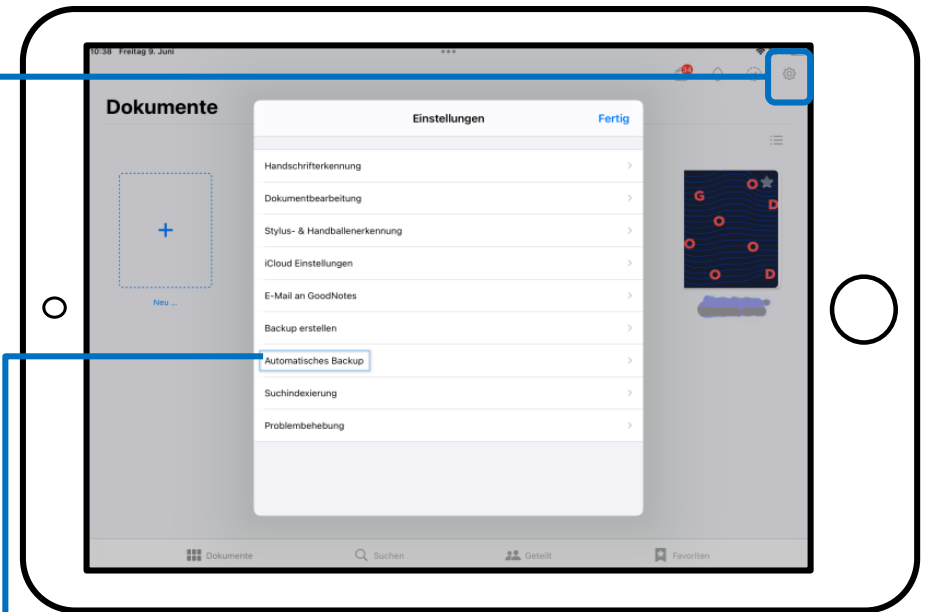 10:38 Freitag 9. Juni
34
Dokumente
Einstellungen
Fertig
Handschrifterkennung
Dokumentbearbeitung
Stylus- & Handballenerkennung
iCloud Einstellungen
E-Mail an GoodNotes
Backup erstellen
Automatisches Backup
Suchindexierung
Problembehebung
+
Neu ...
G O D
O
O O
O D
Dokumente
Suchen
Geteilt
Favoriten